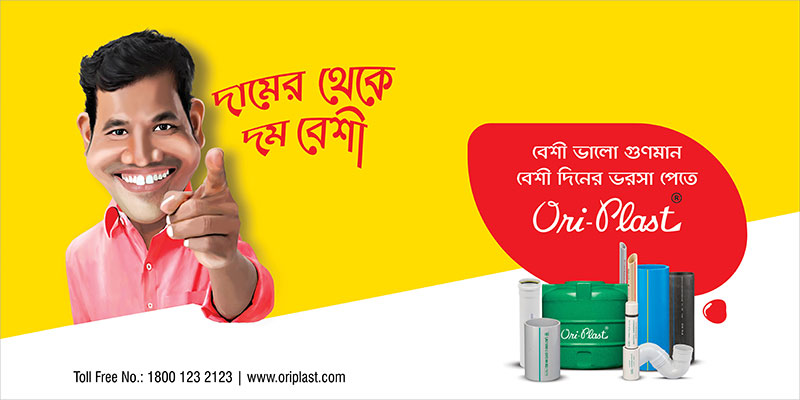 দামের থেকে
দম বেশী
বেশী ভালো গুণমান
বেশী দিনের ভরসা পেতে
Ori-Plast®
Ori-Plast®
Toll Free No.: 1800 123 2123 | www.oriplast.com